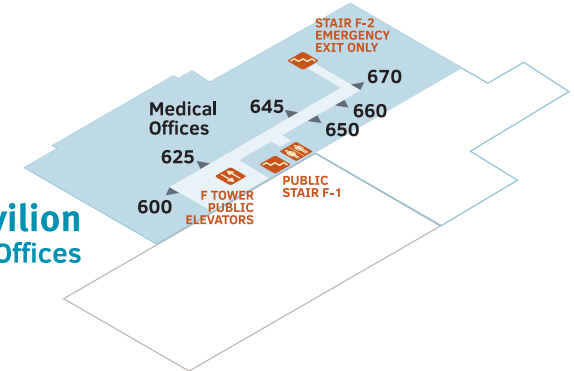 STAIR F-2
EMERGENCY
EXIT ONLY
670
645
660
650
Medical
Offices
625
600
F TOWER
PUBLIC
ELEVATORS
PUBLIC
STAIR F-1
vilion
Offices